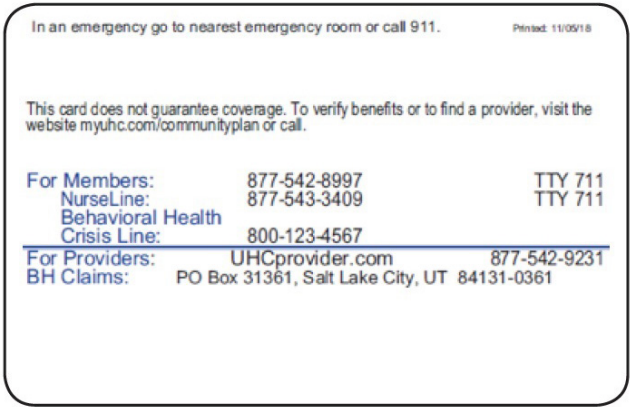 In an emergency go to nearest emergency room or call 911. Printed: 11/05/18
This card does not guarantee coverage. To verify benefits or to find a provider, visit the
website myuhc.com/communityplan or call.
For Members: 877-542-8997 TTY 711
NurseLine: 877-543-3409 TTY 711
Behavioral Health
Crisis Line: 800-123-4567
For Providers: UHCprovider.com 877-542-9231
BH Claims: PO Box 31361, Salt Lake City, UT 84131-0361